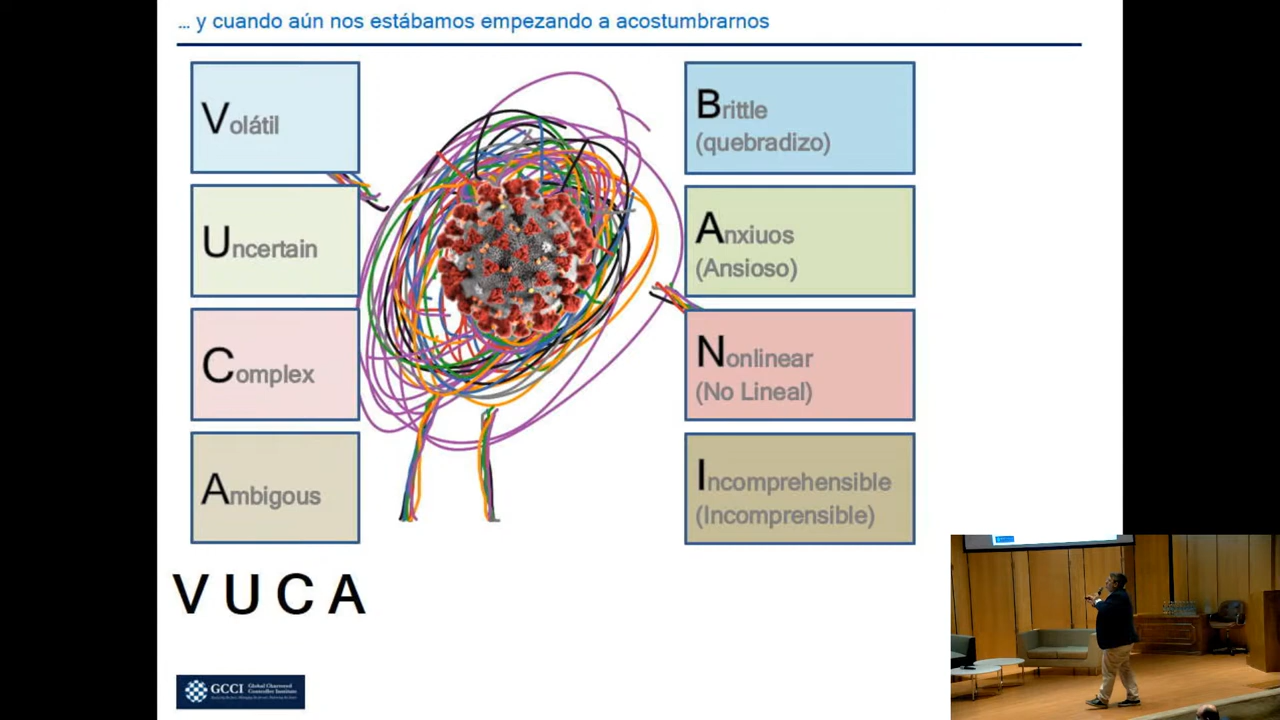 ... y cuando aún nos estábamos empezando a acostumbrarnos
Volátil
Uncertain
Complex
Ambigous
VUCA
Brittle
(quebradizo)
Anxiuos
(Ansioso)
Nonlinear
(No Lineal)
Incomprehensible
(Incomprensible)
GCCI
Global Chartered
Controller Institute